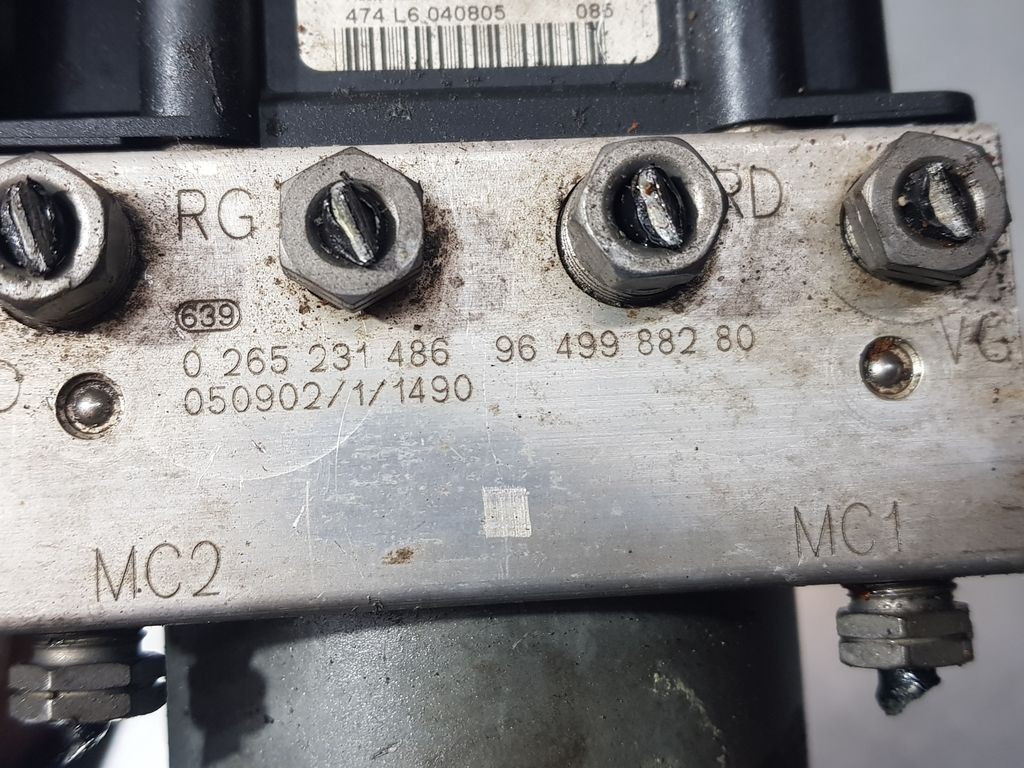 474 L6 040805 085
RG RD
639
0 265 231 486 96 499 882 80
VG
050902/1/1490
MC2 MC1